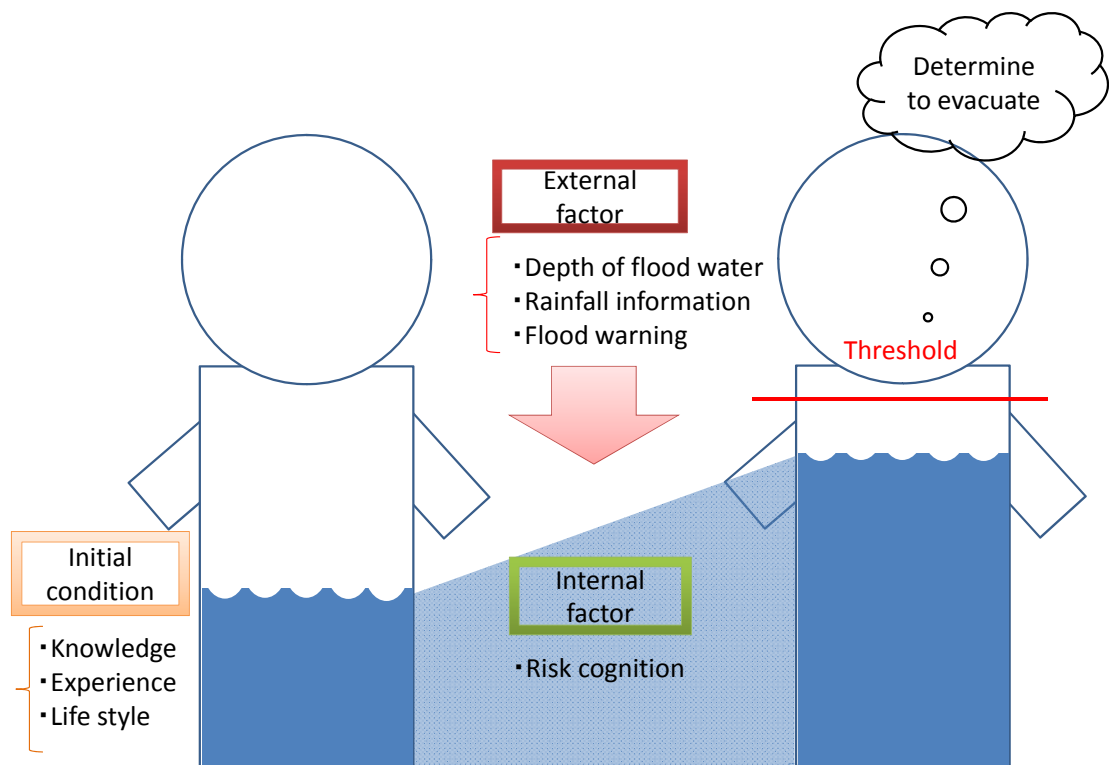 Determine
to evacuate
External
factor
・Depth of flood water
・Rainfall information
・Flood warning
Threshold
Initial
condition
・Knowledge
・Experience
・Life style
Internal
factor
・Risk cognition